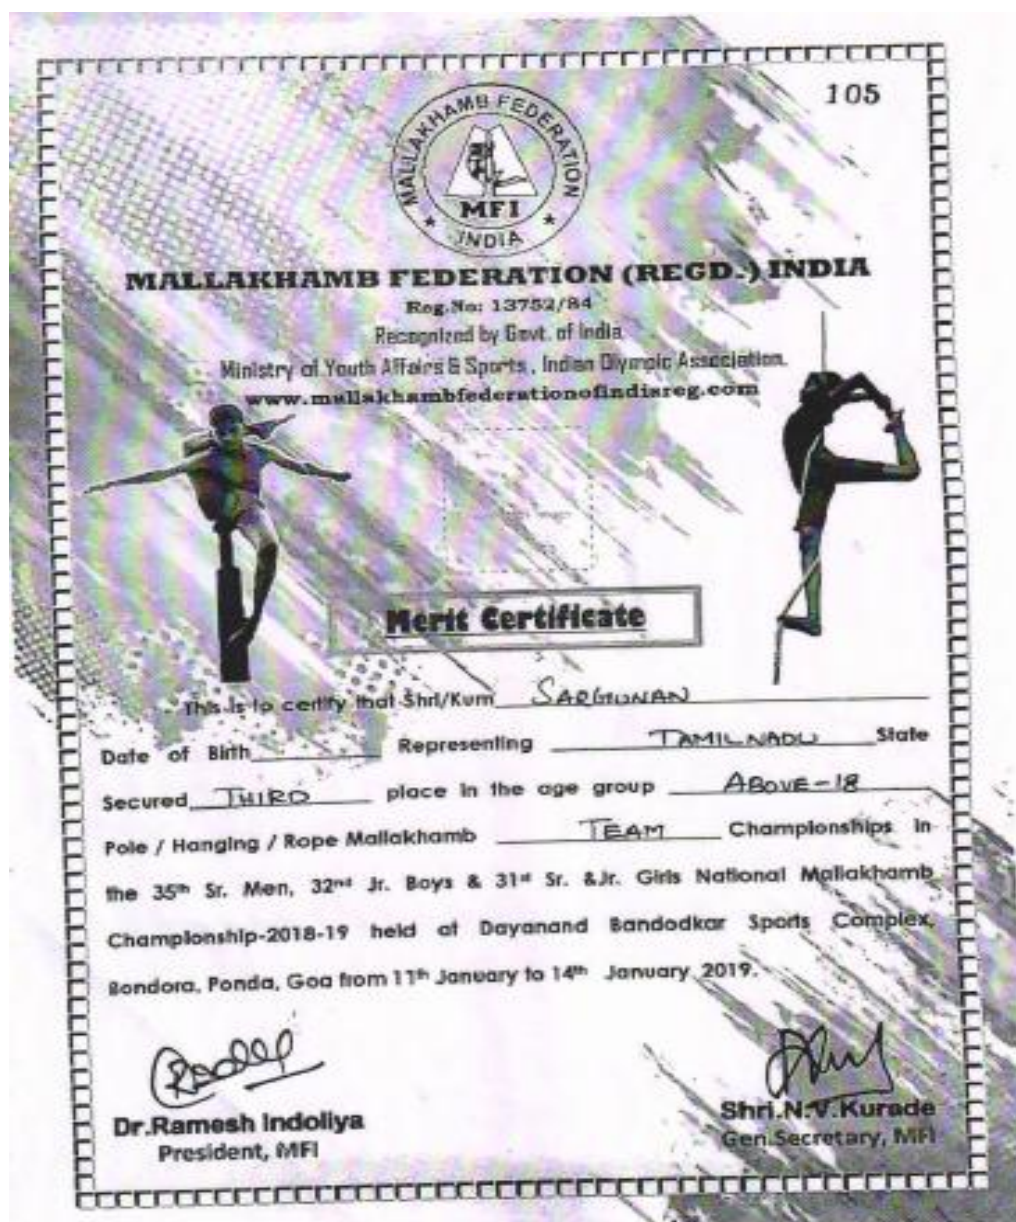 105
MALLAKHAMB FEDERATION
MFI
INDIA
MALLAKHAMB FEDERATION (REGD.) INDIA
Reg.No: 13752/84
Recognized by Govt. of India
Ministry of Youth Affairs & Sports , Indian Olympic Association.
www.mallakhambfederationofindiareg.com
Merit Certificate
This is to certify that Shri/Kum SARGUNAN
Date of Birth Representing TAMILNADU State
Secured THIRD place in the age group ABOVE-18
Pole / Hanging / Rope Mallakhamb TEAM Championships in
the 35th Sr. Men, 32nd Jr. Boys & 31st Sr. &Jr. Girls National Mallakhamb
Championship-2018-19 held at Dayanand Bandodkar Sports Complex,
Bondora, Ponda, Goa from 11th January to 14th January 2019.
Dr.Ramesh Indoliya Shri.N.V.Kurade
President, MFI Gen.Secretary, MFI